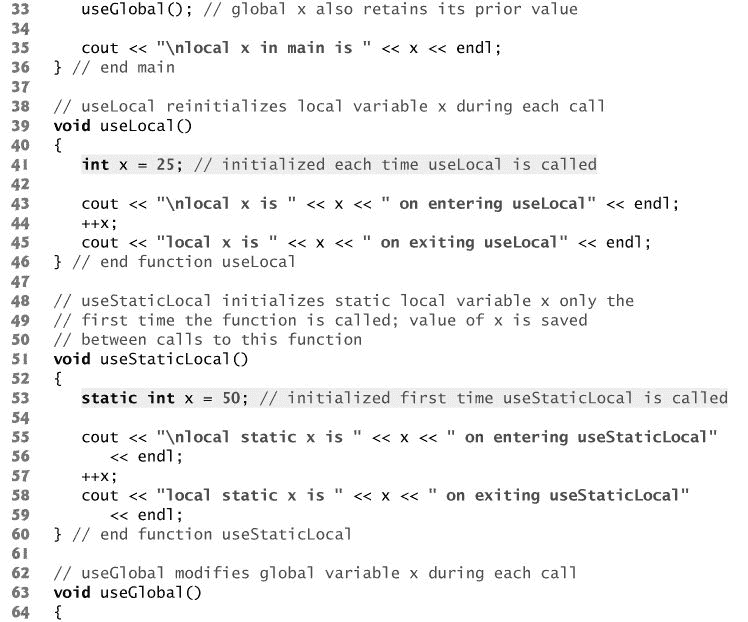 33 useGlobal(); // global x also retains its prior value
34
35 cout << "\nlocal x in main is " << x << endl;
36 } // end main
37
38 // useLocal reinitializes local variable x during each call
39 void useLocal()
40 {
41 int x = 25; // initialized each time useLocal is called
42
43 cout << "\nlocal x is " << x << " on entering useLocal" << endl;
44 ++x;
45 cout << "local x is " << x << " on exiting useLocal" << endl;
46 } // end function useLocal
47
48 // useStaticLocal initializes static local variable x only the
49 // first time the function is called; value of x is saved
50 // between calls to this function
51 void useStaticLocal()
52 {
53 static int x = 50; // initialized first time useStaticLocal is called
54
55 cout << "\nlocal static x is " << x << " on entering useStaticLocal"
56 << endl;
57 ++x;
58 cout << "local static x is " << x << " on exiting useStaticLocal"
59 << endl;
60 } // end function useStaticLocal
61
62 // useGlobal modifies global variable x during each call
63 void useGlobal()
64 {